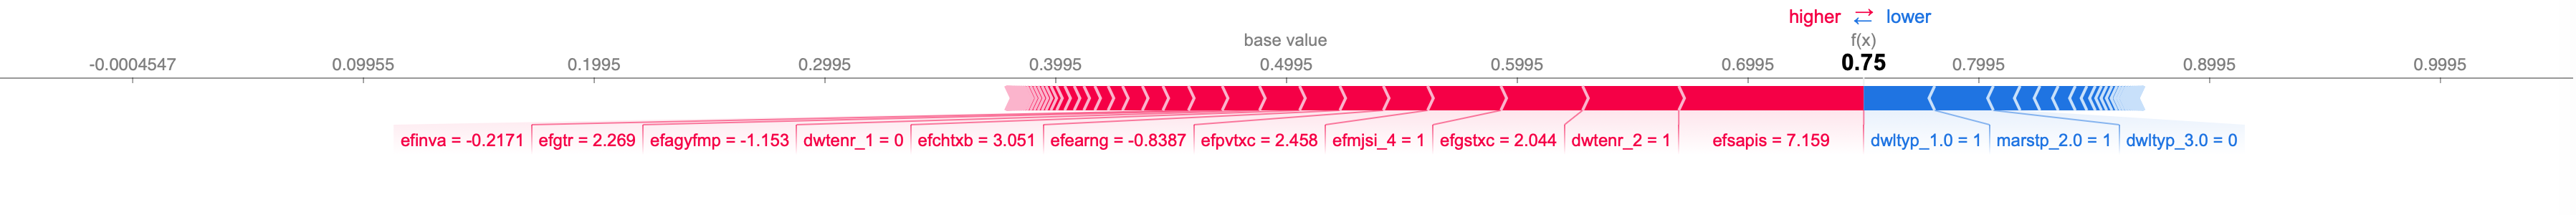 higher ⇄ lower
base value f(x)
-0.0004547 0.09955 0.1995 0.2995 0.3995 0.4995 0.5995 0.6995 0.75 0.7995 0.8995 0.9995
efinva = -0.2171 efgtr = 2.269 efagyfmp = -1.153 dwtenr_1 = 0 efchtxb = 3.051 efearng = -0.8387 efpvtxc = 2.458 efmjsi_4 = 1 efgstxc = 2.044 dwtenr_2 = 1 efsapis = 7.159 dwltyp_1.0 = 1 marstp_2.0 = 1 dwltyp_3.0 = 0